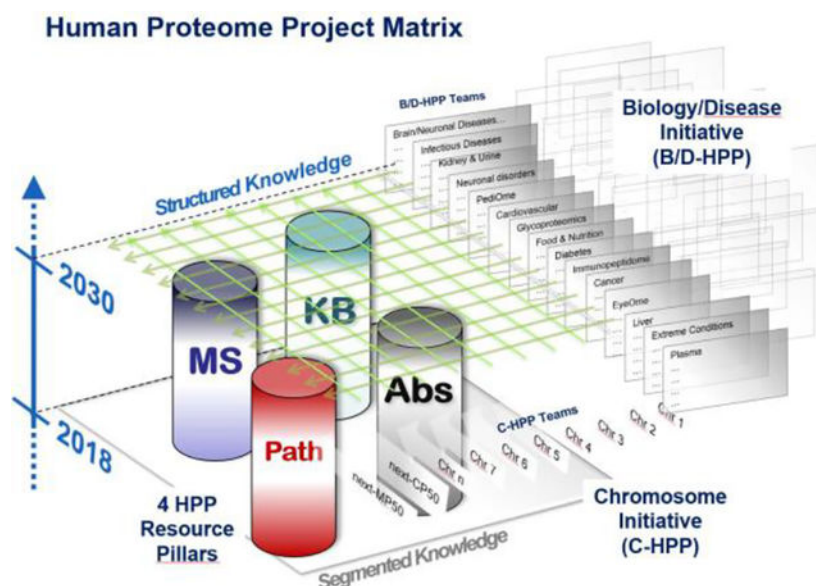 Human Proteome Project Matrix
B/D-HPP Teams
Biology/Disease
Initiative
(B/D-HPP)
Brain/Neuronal Diseases...
Infectious Diseases
Kidney & Urine
Neuronal disorders
PediOme
Cardiovascular
Glycoproteomics
Food & Nutrition
Diabetes
Immunopeptidome
Cancer
EyeOme
Liver
Extreme Conditions
Plasma
Structured Knowledge
2030
2018
KB
MS
Abs
Path
C-HPP Teams
Chr 1
Chr 2
Chr 3
Chr 4
Chr 5
Chr 6
Chr 7
Chr n
next-CP50
next-MP50
4 HPP
Resource
Pillars
Chromosome
Initiative
(C-HPP)
Segmented Knowledge